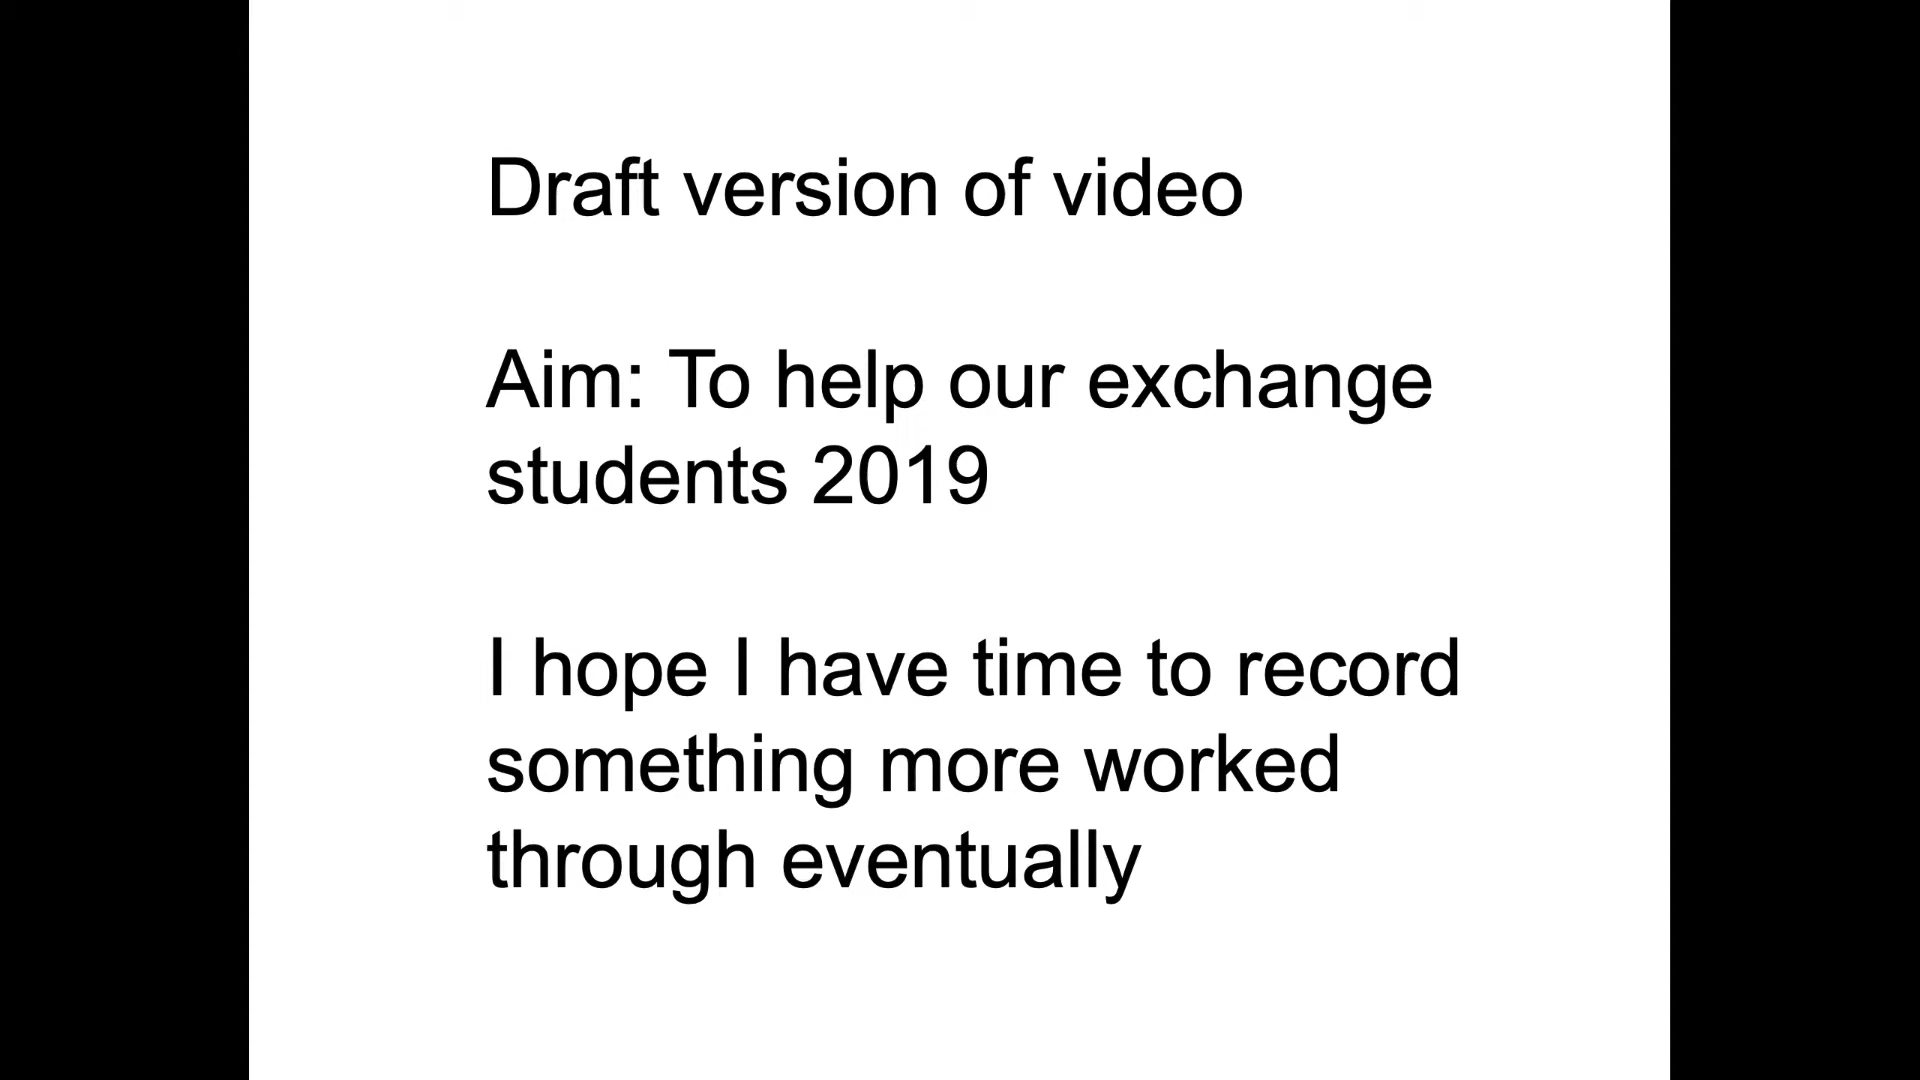 Draft version of video
Aim: To help our exchange
students 2019
I hope I have time to record
something more worked
through eventually